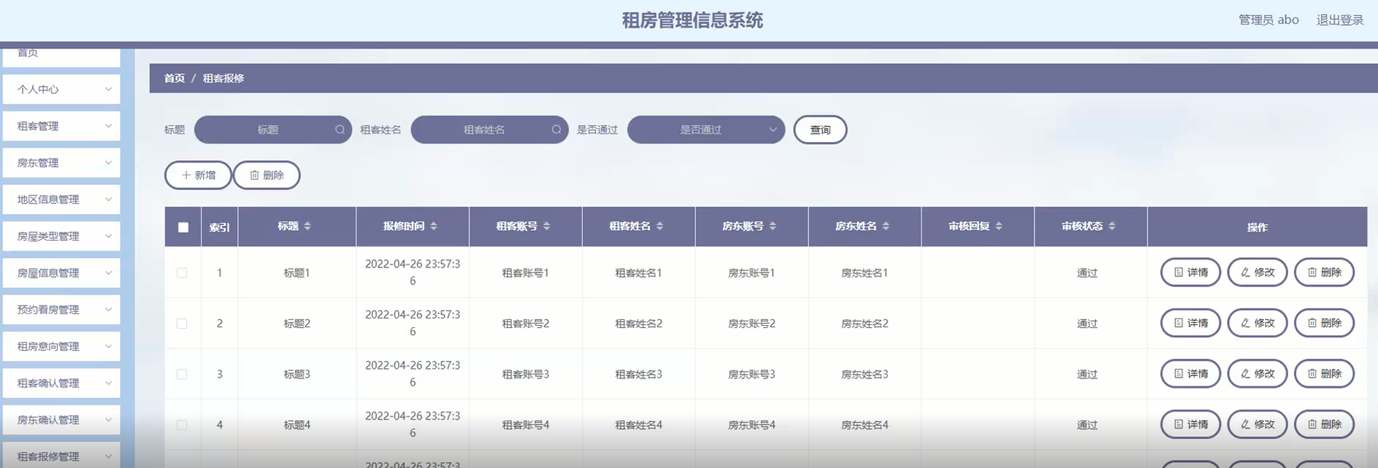 租房管理信息系统
管理员 abo 退出登录
首页
个人中心
租客管理
房东管理
地区信息管理
房屋类型管理
房屋信息管理
预约看房管理
租房意向管理
租客确认管理
房东确认管理
租客报修管理
首页 / 租客报修
标题 标题 租客姓名 租客姓名 是否通过 是否通过 查询
新增 删除
索引 标题 报修时间 租客账号 租客姓名 房东账号 房东姓名 审核回复 审核状态 操作
1 标题1 2022-04-26 23:57:3 租客账号1 租客姓名1 房东账号1 房东姓名1 通过 详情 修改 删除
6
2 标题2 2022-04-26 23:57:3 租客账号2 租客姓名2 房东账号2 房东姓名2 通过 详情 修改 删除
6
3 标题3 2022-04-26 23:57:3 租客账号3 租客姓名3 房东账号3 房东姓名3 通过 详情 修改 删除
6
4 标题4 2022-04-26 23:57:3 租客账号4 租客姓名4 房东账号4 房东姓名4 通过 详情 修改 删除
6
2022-04-26 23:57:3